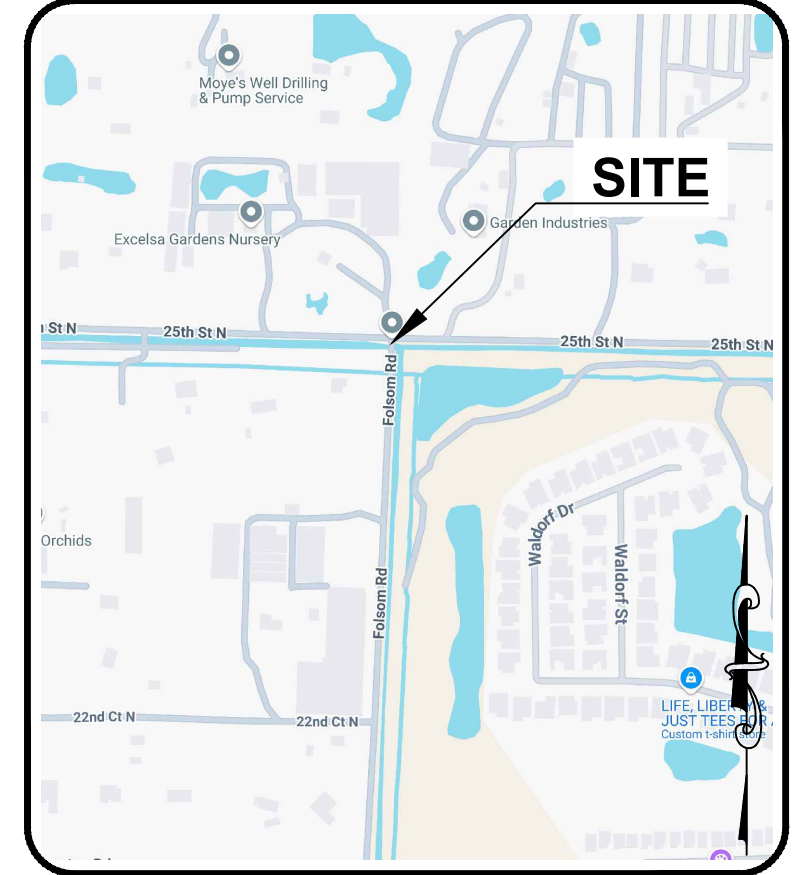 Moye's Well Drilling
& Pump Service
SITE
Garden Industries
Excelsa Gardens Nursery
St N
25th St N
25th St N
25th St N
Folsom Rd
Orchids
Waldorf Dr
Waldorf St
Folsom Rd
LIFE, LIBERTY &
JUST TEES FOR A
Custom t-shirt store
22nd Ct N
22nd Ct N